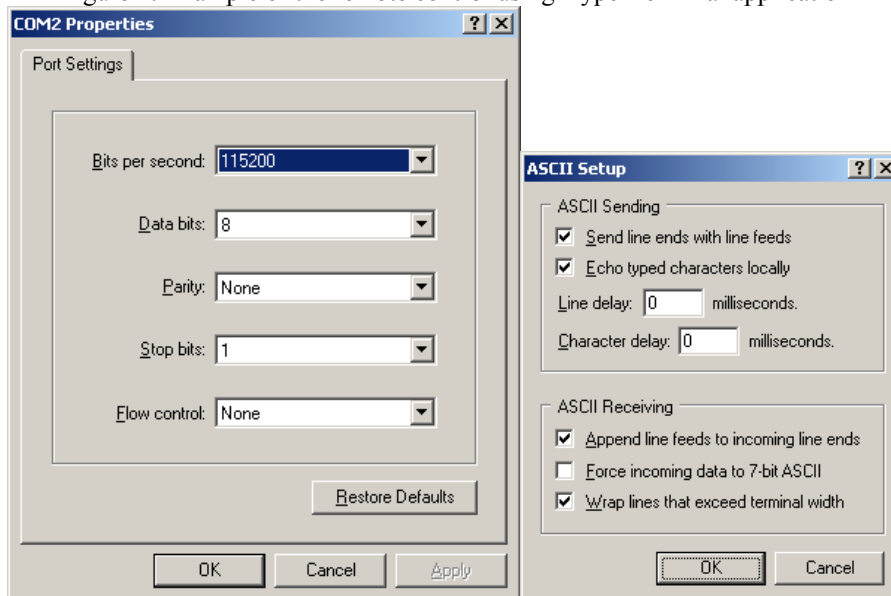 COM2 Properties
Port Settings
Bits per second: 115200
Data bits: 8
Parity: None
Stop bits: 1
Flow control: None
Restore Defaults
OK Cancel Apply
ASCII Setup
ASCII Sending
Send line ends with line feeds
Echo typed characters locally
Line delay: 0 milliseconds.
Character delay: 0 milliseconds.
ASCII Receiving
Append line feeds to incoming line ends
Force incoming data to 7-bit ASCII
Wrap lines that exceed terminal width
OK Cancel